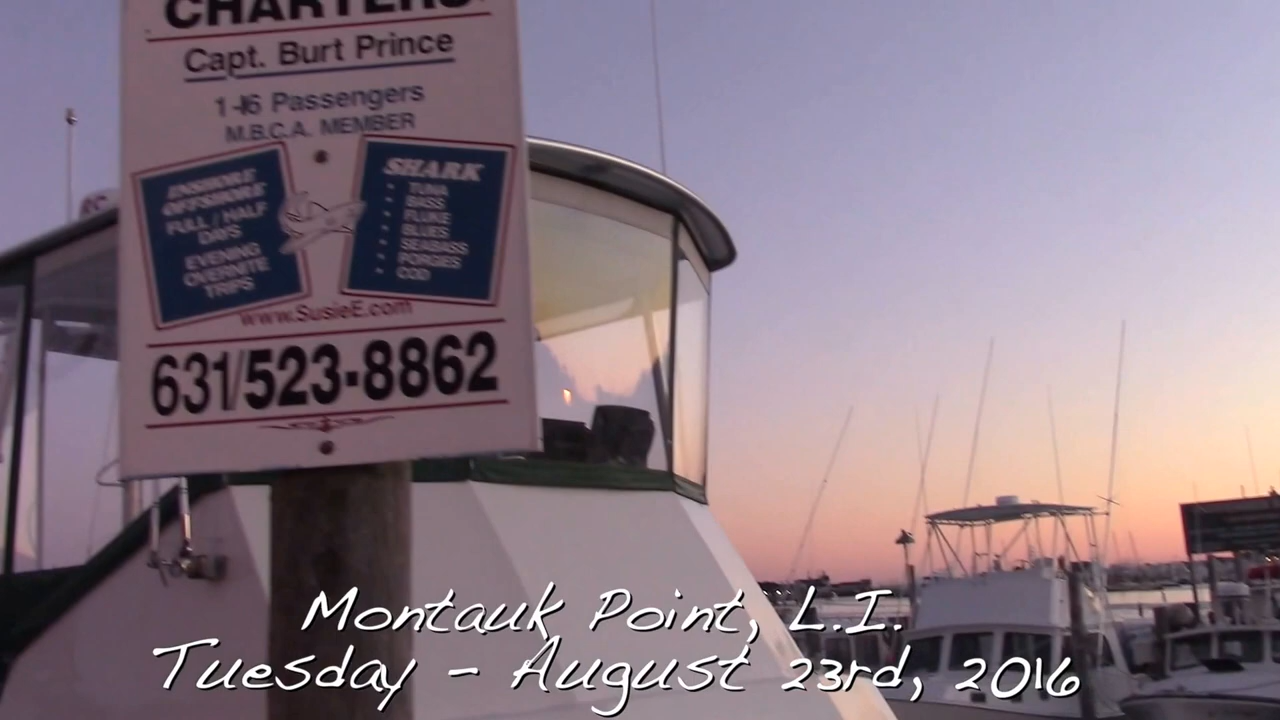 CHARTERS
Capt. Burt Prince
1-16 Passengers
M.B.C.A. MEMBER
INSHORE
OFFSHORE
FULL / HALF
DAYS
EVENING
OVERNITE
TRIPS
SHARK
• TUNA
• BASS
• FLUKE
• BLUES
• SEABASS
• PORGIES
• COD
www.SusieE.com
631/523-8862
Montauk Point, L.I.
Tuesday - August 23rd, 2016